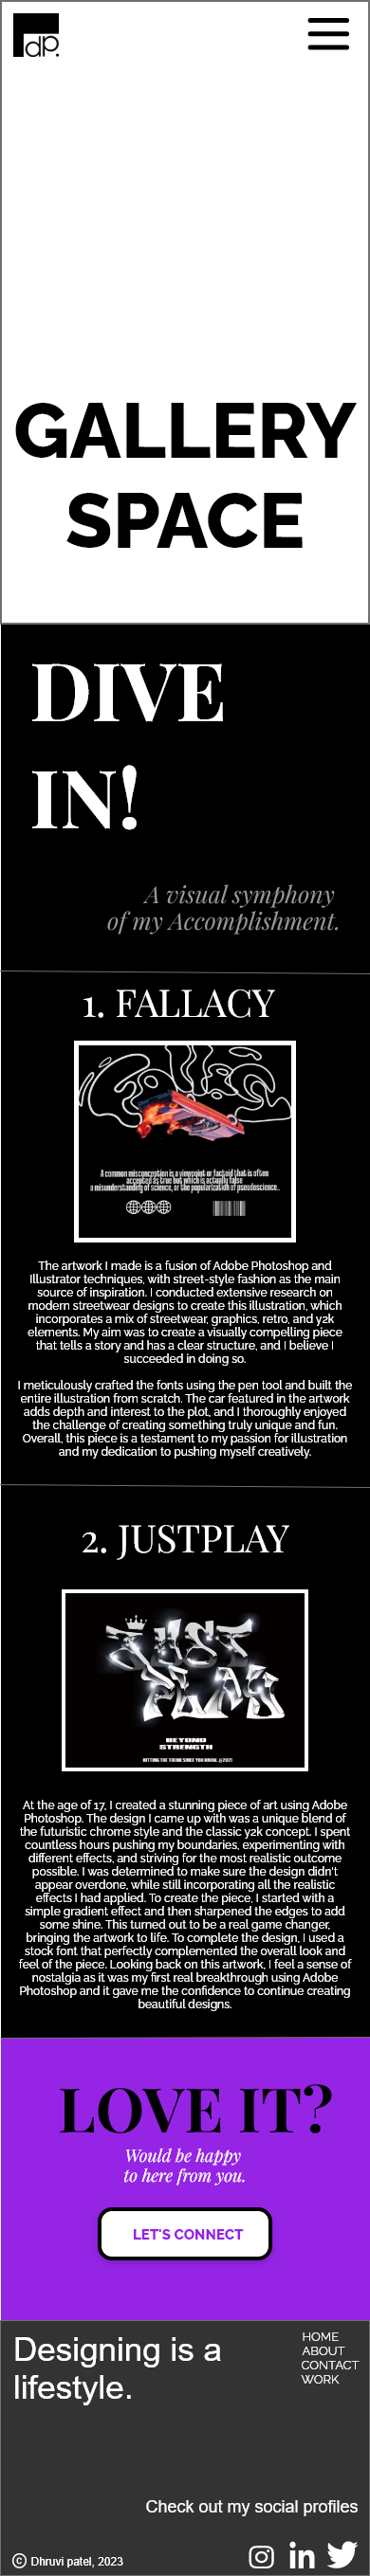 dp.
GALLERY
SPACE
DIVE
IN!
A visual symphony
of my Accomplishment.
1. FALLACY
A common misconception is a viewpoint or factoid that is often
accepted as true but which is actually false
a misunderstanding of science, or the popularization of pseudoscience..
The artwork I made is a fusion of Adobe Photoshop and
Illustrator techniques, with street-style fashion as the main
source of inspiration. I conducted extensive research on
modern streetwear designs to create this illustration, which
incorporates a mix of streetwear, graphics, retro, and y2k
elements. My aim was to create a visually compelling piece
that tells a story and has a clear structure, and I believe I
succeeded in doing so.
I meticulously crafted the fonts using the pen tool and built the
entire illustration from scratch. The car featured in the artwork
adds depth and interest to the plot, and I thoroughly enjoyed
the challenge of creating something truly unique and fun.
Overall, this piece is a testament to my passion for illustration
and my dedication to pushing myself creatively.
2. JUSTPLAY
JUST
PLAY
BEYOND
STRENGTH
HITTING THE TREND SINCE YOU KNOW..@2021
At the age of 17, I created a stunning piece of art using Adobe
Photoshop. The design I came up with was a unique blend of
the futuristic chrome style and the classic y2k concept. I spent
countless hours pushing my boundaries, experimenting with
different effects, and striving for the most realistic outcome
possible. I was determined to make sure the design didn't
appear overdone, while still incorporating all the realistic
effects I had applied. To create the piece, I started with a
simple gradient effect and then sharpened the edges to add
some shine. This turned out to be a real game changer,
bringing the artwork to life. To complete the design, I used a
stock font that perfectly complemented the overall look and
feel of the piece. Looking back on this artwork, I feel a sense of
nostalgia as it was my first real breakthrough using Adobe
Photoshop and it gave me the confidence to continue creating
beautiful designs.
LOVE IT?
Would be happy
to here from you.
LET'S CONNECT
Designing is a
lifestyle.
HOME
ABOUT
CONTACT
WORK
Check out my social profiles
© Dhruvi patel, 2023